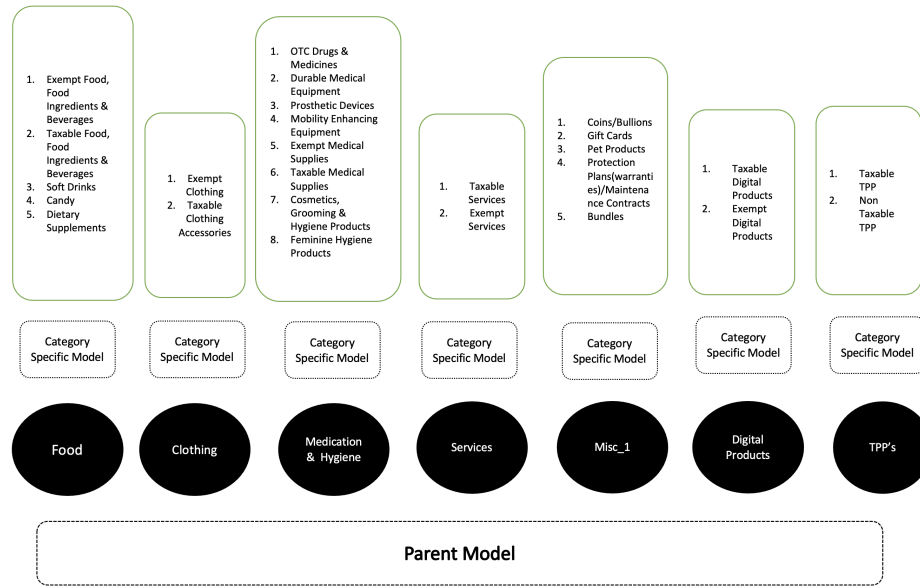 1. Exempt Food,
Food
Ingredients &
Beverages
2. Taxable Food,
Food
Ingredients &
Beverages
3. Soft Drinks
4. Candy
5. Dietary
Supplements
1. Exempt
Clothing
2. Taxable
Clothing
Accessories
1. OTC Drugs &
Medicines
2. Durable Medical
Equipment
3. Prosthetic Devices
4. Mobility Enhancing
Equipment
5. Exempt Medical
Supplies
6. Taxable Medical
Supplies
7. Cosmetics,
Grooming &
Hygiene Products
8. Feminine Hygiene
Products
1. Taxable
Services
2. Exempt
Services
1. Coins/Bullions
2. Gift Cards
3. Pet Products
4. Protection
Plans(warranti
es)/Maintena
nce Contracts
5. Bundles
1. Taxable
Digital
Products
2. Exempt
Digital
Products
1. Taxable
TPP
2. Non
Taxable
TPP
Category
Specific Model
Category
Specific Model
Category
Specific Model
Category
Specific Model
Category
Specific Model
Category
Specific Model
Category
Specific Model
Food
Clothing
Medication
& Hygiene
Services
Misc_1
Digital
Products
TPP's
Parent Model